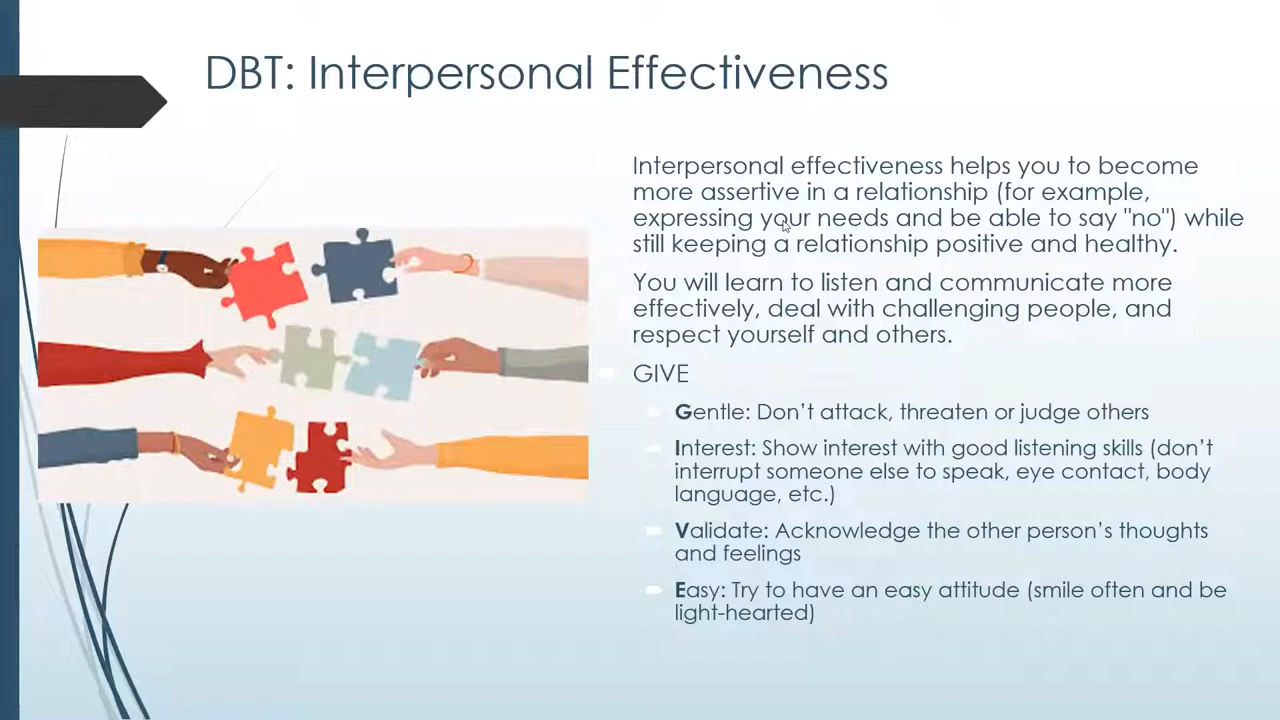 DBT: Interpersonal Effectiveness
Interpersonal effectiveness helps you to become
more assertive in a relationship (for example,
expressing your needs and be able to say "no") while
still keeping a relationship positive and healthy.
You will learn to listen and communicate more
effectively, deal with challenging people, and
respect yourself and others.
GIVE
Gentle: Don’t attack, threaten or judge others
Interest: Show interest with good listening skills (don’t
interrupt someone else to speak, eye contact, body
language, etc.)
Validate: Acknowledge the other person’s thoughts
and feelings
Easy: Try to have an easy attitude (smile often and be
light-hearted)